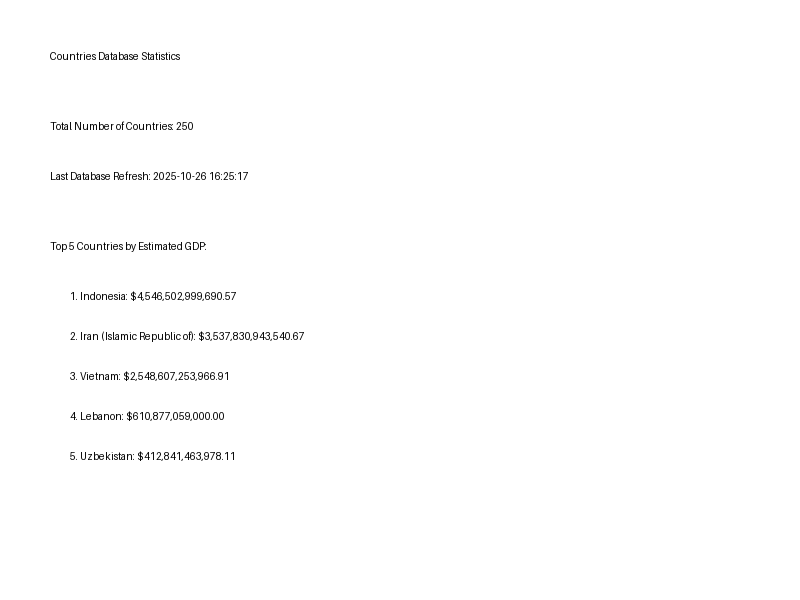 Countries Database Statistics
Total Number of Countries: 250
Last Database Refresh: 2025-10-26 16:25:17
Top 5 Countries by Estimated GDP:
1. Indonesia: $4,546,502,999,690.57
2. Iran (Islamic Republic of): $3,537,830,943,540.67
3. Vietnam: $2,548,607,253,966.91
4. Lebanon: $610,877,059,000.00
5. Uzbekistan: $412,841,463,978.11